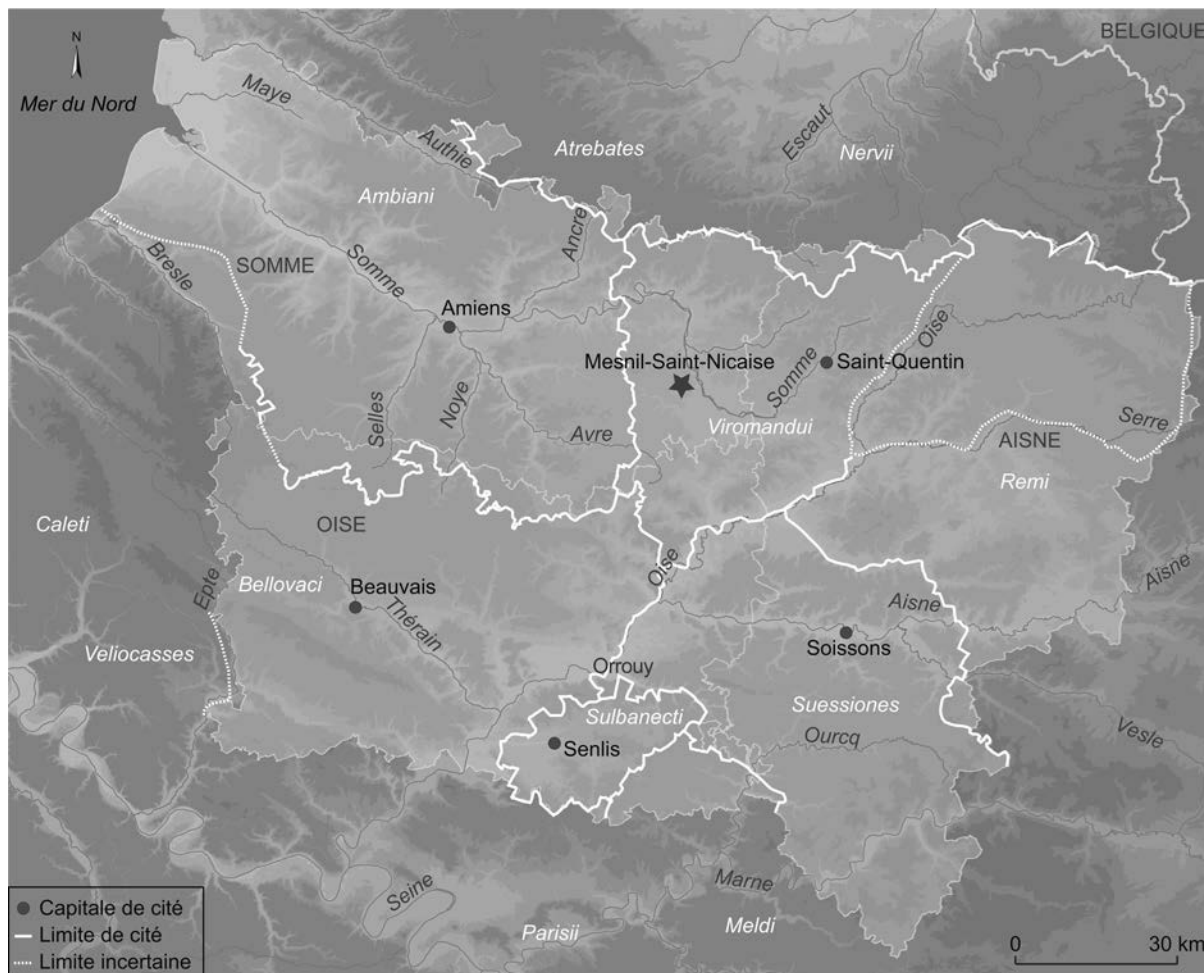 BELGIQUE
N
Mer du Nord
Maye
Authie
Atrebates
Escaut
Nervii
Ambiani
Ancre
Bresle
SOMME
Somme
Amiens
Mesnil-Saint-Nicaise
Somme
Saint-Quentin
Oise
Selles
Noye
Avre
Viromandui
Serre
AISNE
Remi
Caleti
OISE
Epte
Bellovaci
Beauvais
Thérain
Oise
Aisne
Aisne
Soissons
Veliocasses
Orrouy
Sulbanecti
Suessiones
Senlis
Ourcq
Vesle
Seine
Marne
Parisii
Meldi
Capitale de cité
Limite de cité
Limite incertaine
0 30 km